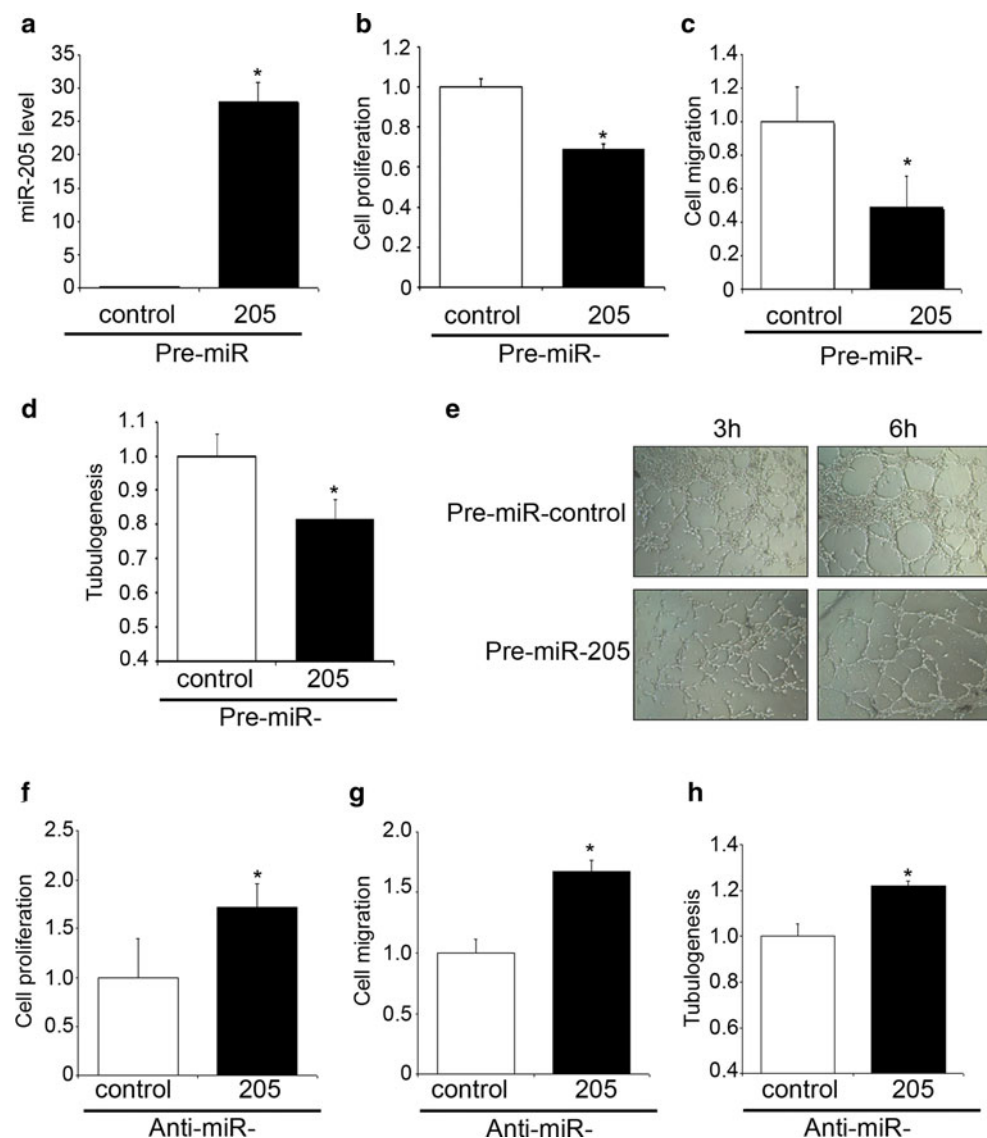 a
35
30
25
20
15
10
5
0
miR-205 level
*
control 205
Pre-miR
b
1.2
1.0
0.8
0.6
0.4
0.2
0
Cell proliferation
*
control 205
Pre-miR-
c
1.2
1.0
0.8
0.6
0.4
0.2
0
Cell migration
*
control 205
Pre-miR-
d
1.1
1.0
0.9
0.8
0.7
0.6
0.5
0.4
Tubulogenesis
*
control 205
Pre-miR-
e
3h 6h
Pre-miR-control
Pre-miR-205
f
2.5
2.0
1.5
1.0
0.5
0
Cell proliferation
*
control 205
Anti-miR-
g
2.0
1.5
1.0
0.5
0
Cell migration
*
control 205
Anti-miR-
h
1.4
1.2
1.0
0.8
0.6
0.4
Tubulogenesis
*
control 205
Anti-miR-